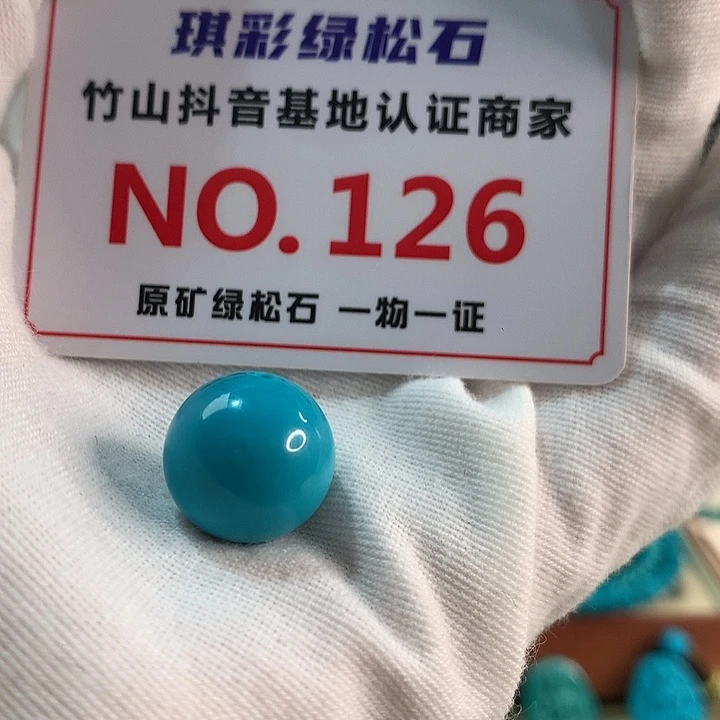 琪彩绿松石
竹山抖音基地认证商家
NO.126
原矿绿松石 一物一证